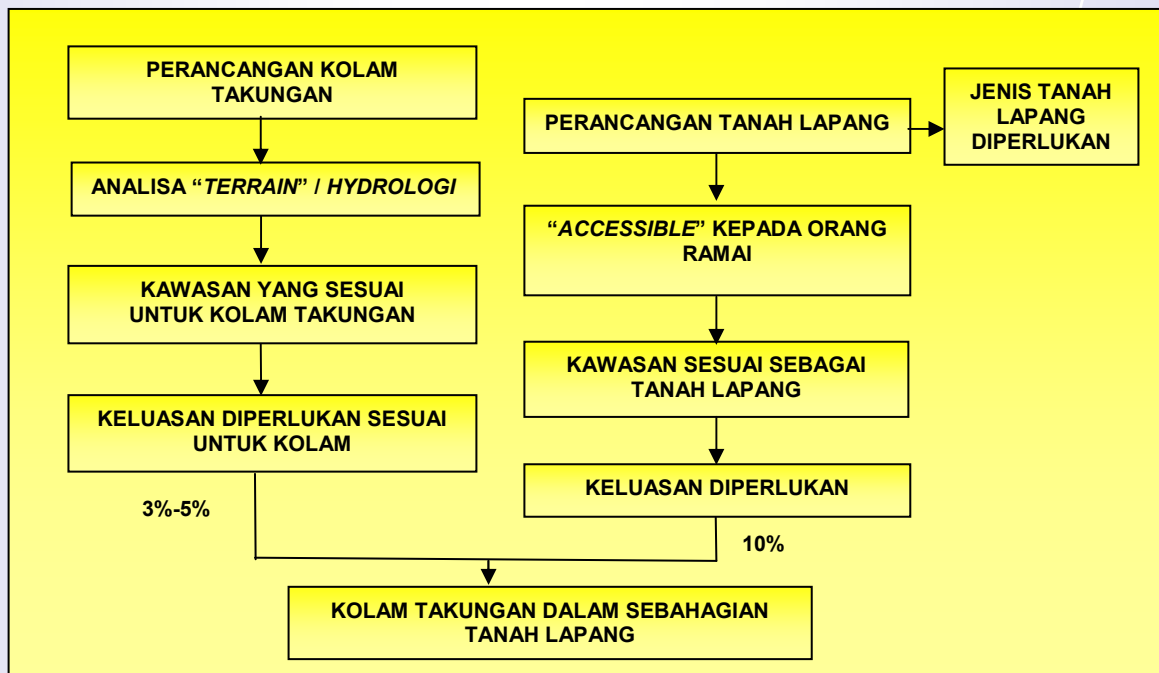 PERANCANGAN KOLAM
TAKUNGAN
ANALISA “TERRAIN” / HYDROLOGI
KAWASAN YANG SESUAI
UNTUK KOLAM TAKUNGAN
KELUASAN DIPERLUKAN SESUAI
UNTUK KOLAM
3%-5%
PERANCANGAN TANAH LAPANG
JENIS TANAH
LAPANG
DIPERLUKAN
“ACCESSIBLE” KEPADA ORANG
RAMAI
KAWASAN SESUAI SEBAGAI
TANAH LAPANG
KELUASAN DIPERLUKAN
10%
KOLAM TAKUNGAN DALAM SEBAHAGIAN
TANAH LAPANG